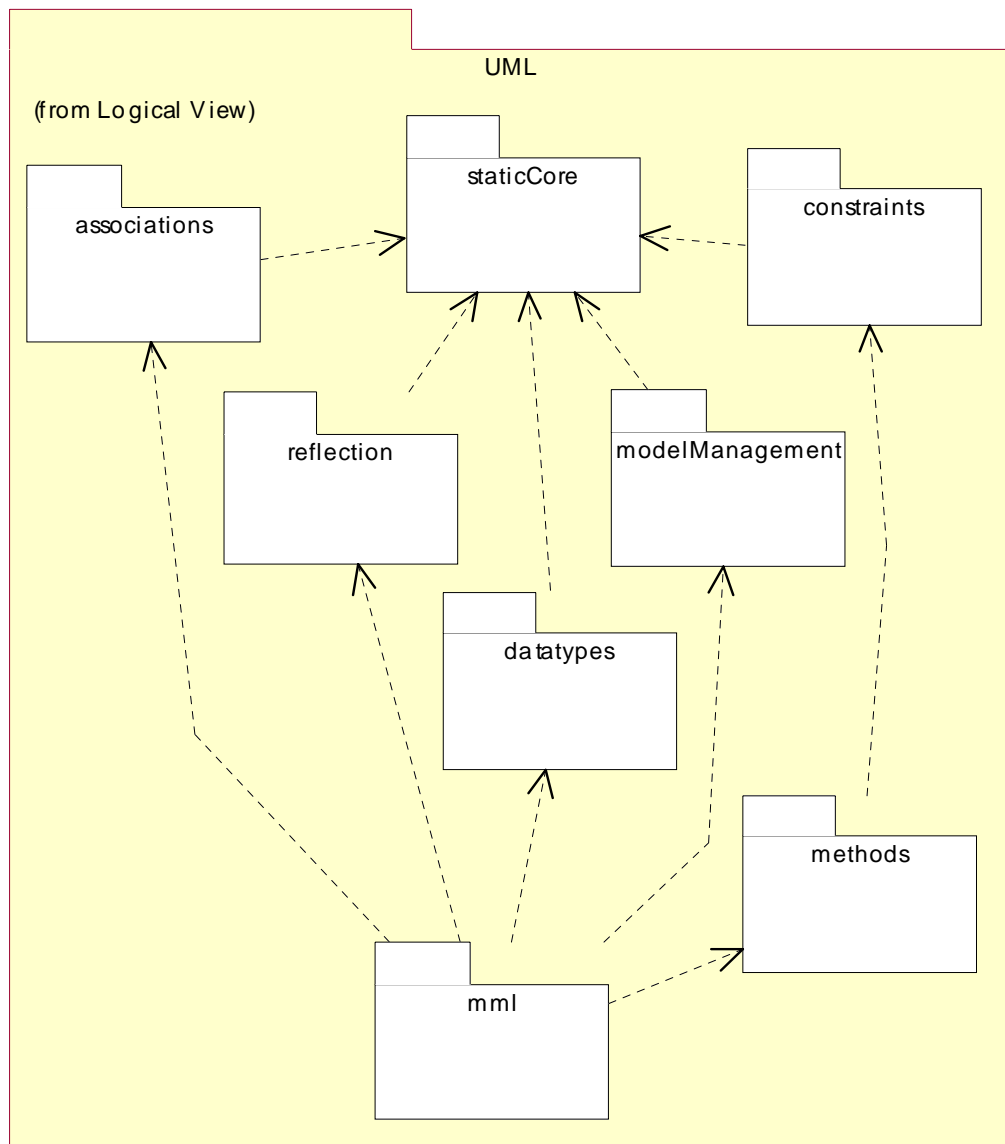 UML
(from Logical View)
staticCore
constraints
associations
reflection
modelManagement
datatypes
methods
mml